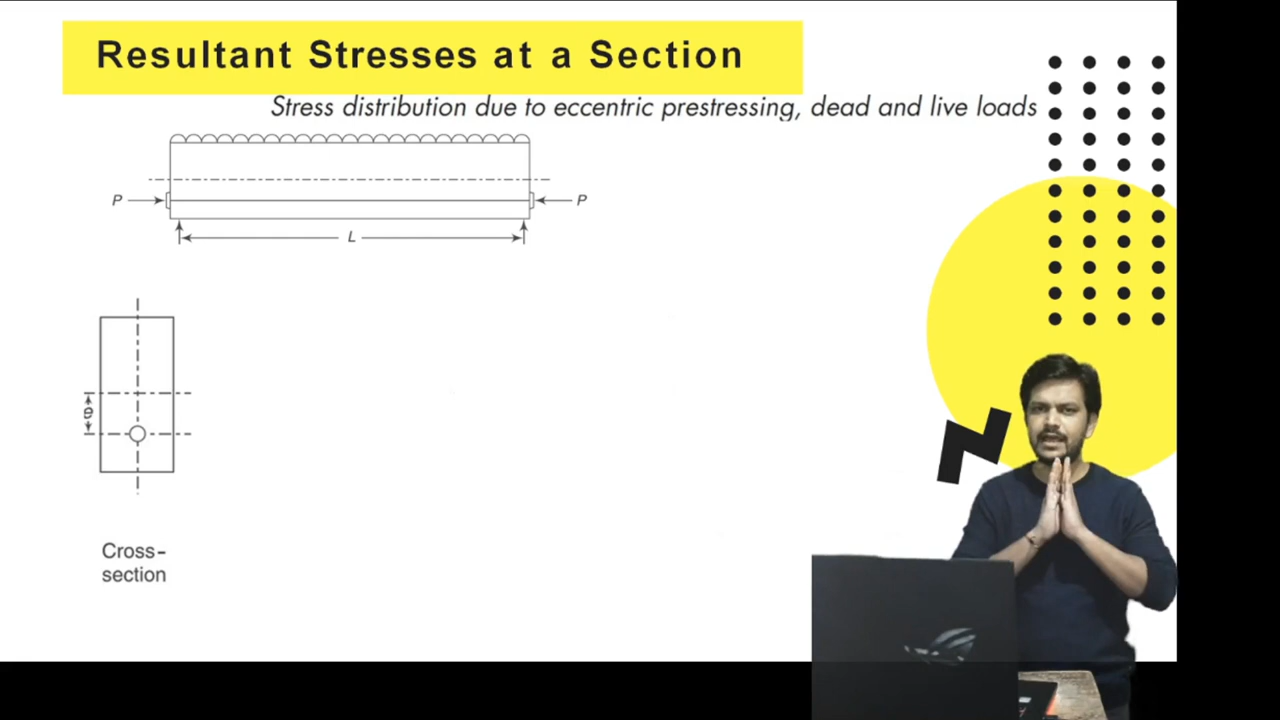 Resultant Stresses at a Section
Stress distribution due to eccentric prestressing, dead and live loads
P
P
L
e
Cross-
section